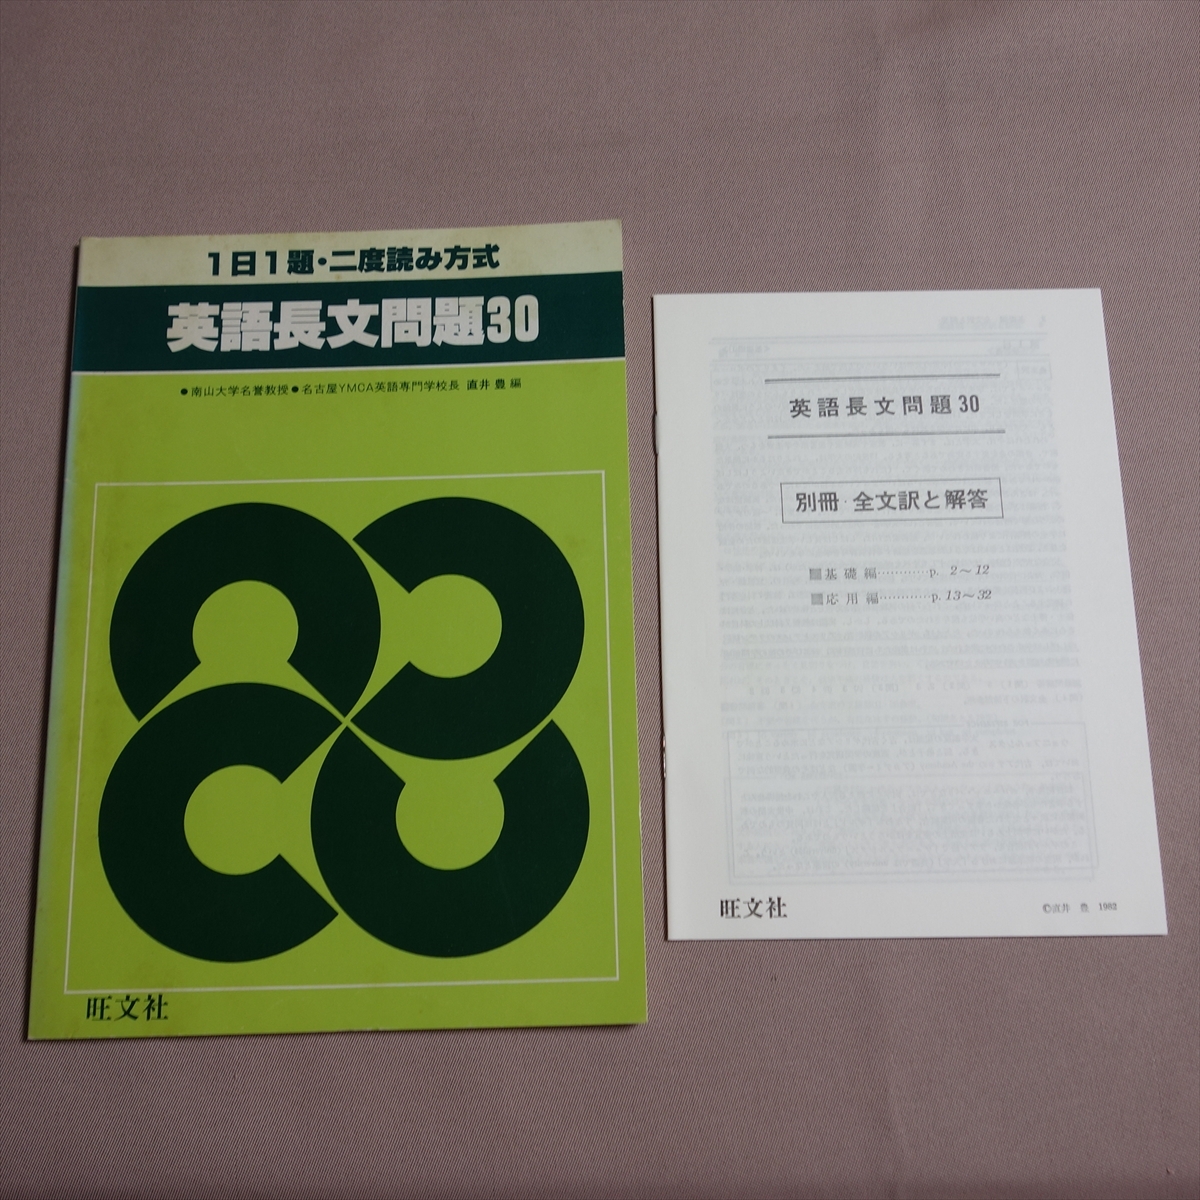 1日1題・二度読み方式
英語長文問題30
●南山大学名誉教授●名古屋YMCA英語専門学校長 直井 豊 編
旺文社
英語長文問題30
別冊・全文訳と解答
■基礎編…………p. 2～12
■応用編…………p. 13～32
旺文社
©直井 豊 1982